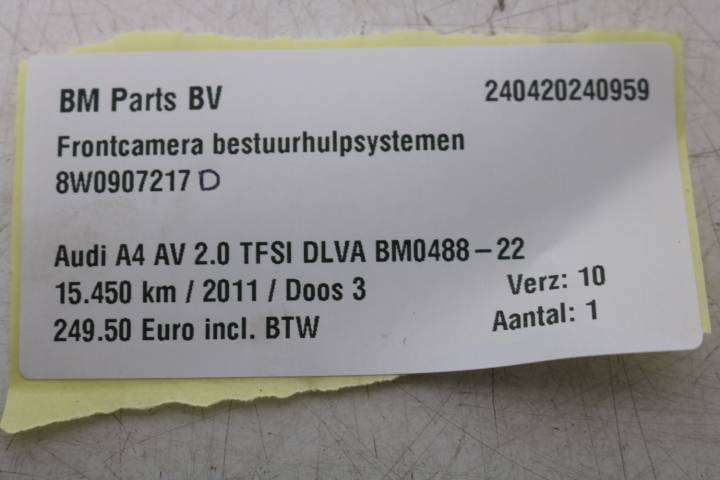 BM Parts BV 240420240959
Frontcamera bestuurhulpsystemen
8W0907217 D
Audi A4 AV 2.0 TFSI DLVA BM0488-22
15.450 km / 2011 / Doos 3 Verz: 10
249.50 Euro incl. BTW Aantal: 1